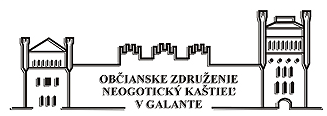 OBČIANSKE ZDRUŽENIE
NEOGOTICKÝ KAŠTIEĽ
V GALANTE